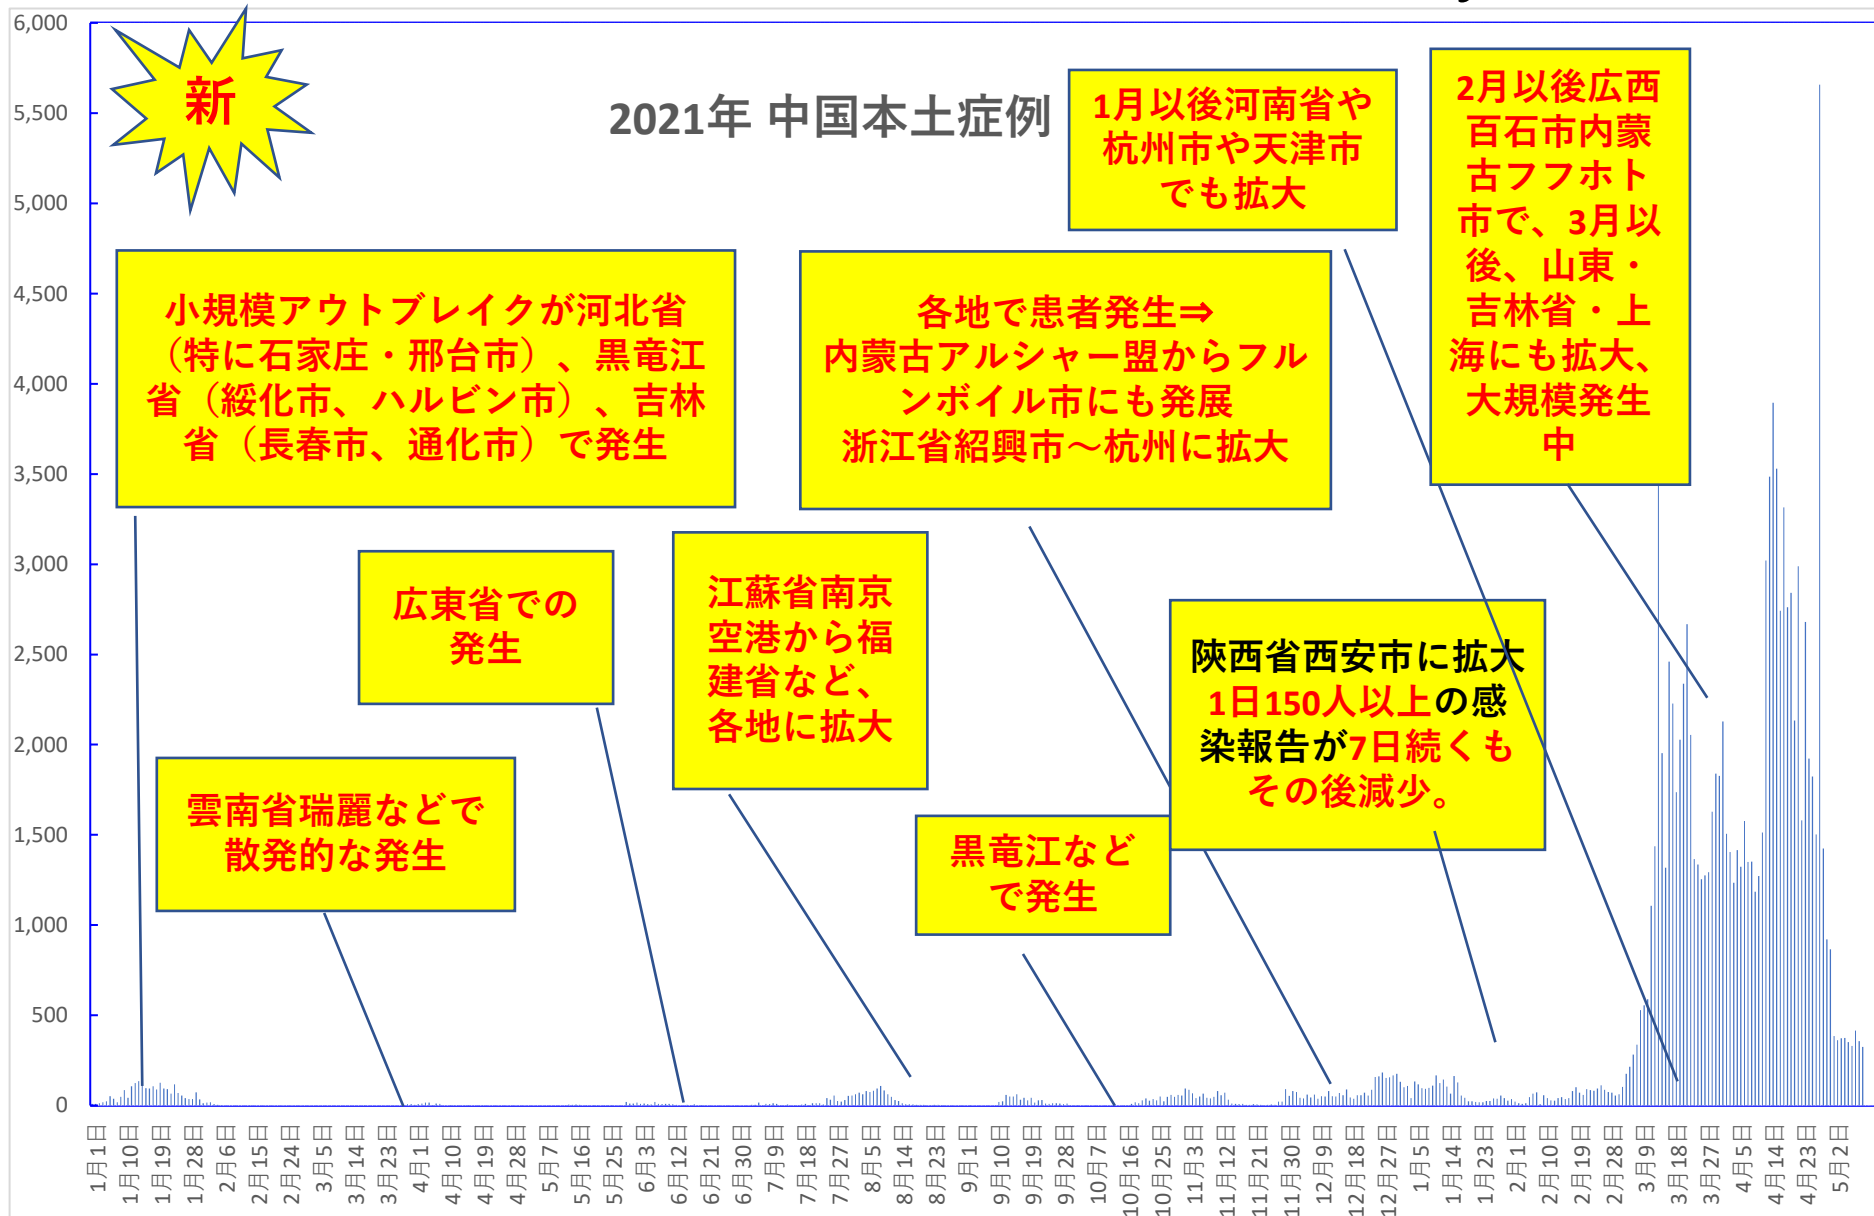 新
2021年 中国本土症例
1月以後河南省や
杭州市や天津市
でも拡大
2月以後広西
百石市内蒙
古フフホト
市で、3月以
後、山東・
吉林省・上
海にも拡大、
大規模発生
中
小規模アウトブレイクが河北省
（特に石家庄・邢台市）、黒竜江
省（綏化市、ハルビン市）、吉林
省（長春市、通化市）で発生
各地で患者発生⇒
内蒙古アルシャー盟からフル
ンボイル市にも発展
浙江省紹興市～杭州に拡大
広東省での
発生
江蘇省南京
空港から福
建省など、
各地に拡大
陝西省西安市に拡大
1日150人以上の感
染報告が7日続くも
その後減少。
雲南省瑞麗などで
散発的な発生
黒竜江など
で発生
6,000
5,500
5,000
4,500
4,000
3,500
3,000
2,500
2,000
1,500
1,000
500
0
1月1日
1月10日
1月19日
1月28日
2月6日
2月15日
2月24日
3月5日
3月14日
3月23日
4月1日
4月10日
4月19日
4月28日
5月7日
5月16日
5月25日
6月3日
6月12日
6月21日
6月30日
7月9日
7月18日
7月27日
8月5日
8月14日
8月23日
9月1日
9月10日
9月19日
9月28日
10月7日
10月16日
10月25日
11月3日
11月12日
11月21日
11月30日
12月9日
12月18日
12月27日
1月5日
1月14日
1月23日
2月1日
2月10日
2月19日
2月28日
3月9日
3月18日
3月27日
4月5日
4月14日
4月23日
5月2日